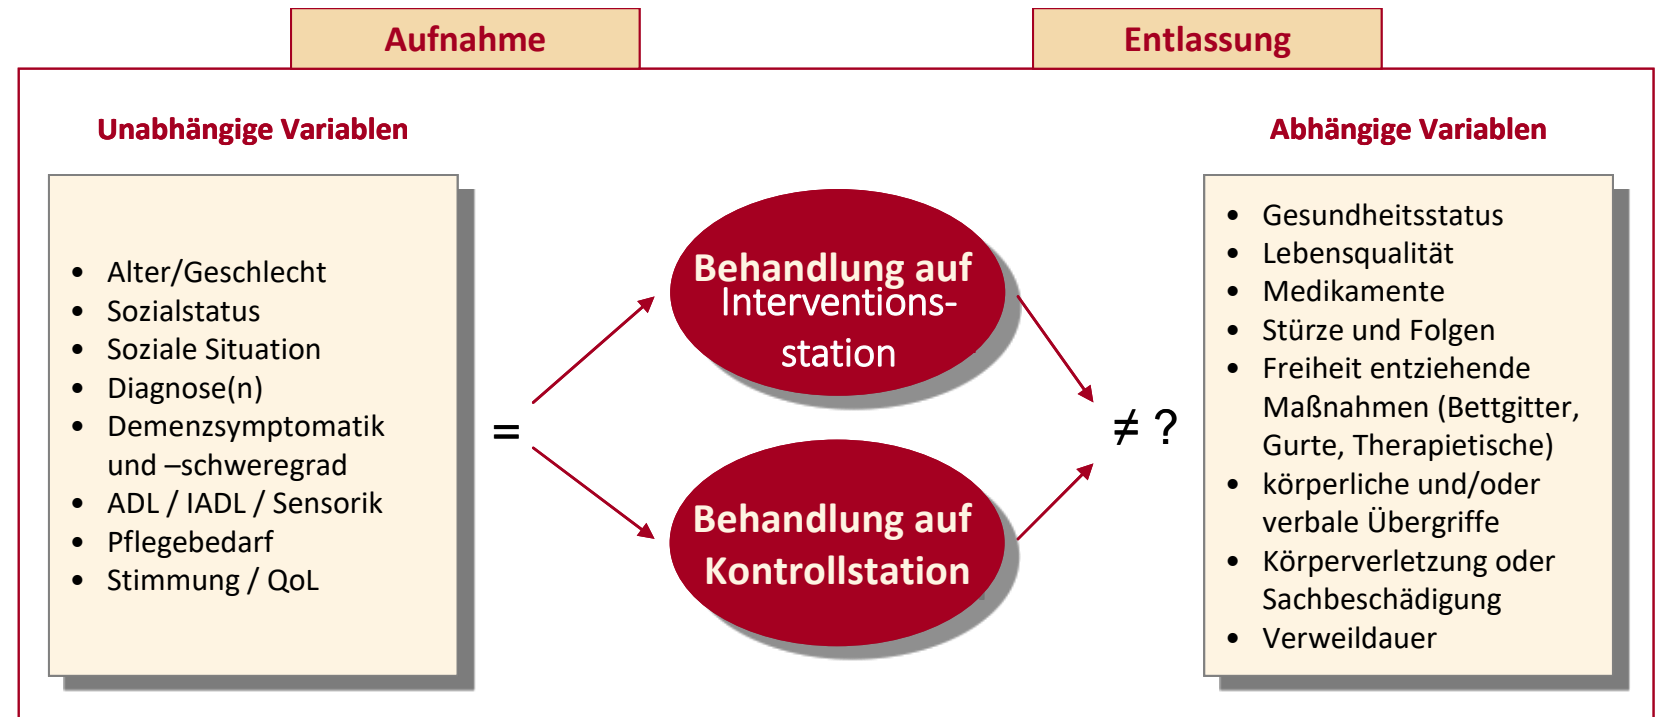 Aufnahme
Entlassung
Unabhängige Variablen
• Alter/Geschlecht
• Sozialstatus
• Soziale Situation
• Diagnose(n)
• Demenzsymptomatik
und –schweregrad
• ADL / IADL / Sensorik
• Pflegebedarf
• Stimmung / QoL
=
Behandlung auf
Interventions-
station
Behandlung auf
Kontrollstation
≠ ?
Abhängige Variablen
• Gesundheitsstatus
• Lebensqualität
• Medikamente
• Stürze und Folgen
• Freiheit entziehende
Maßnahmen (Bettgitter,
Gurte, Therapietische)
• körperliche und/oder
verbale Übergriffe
• Körperverletzung oder
Sachbeschädigung
• Verweildauer